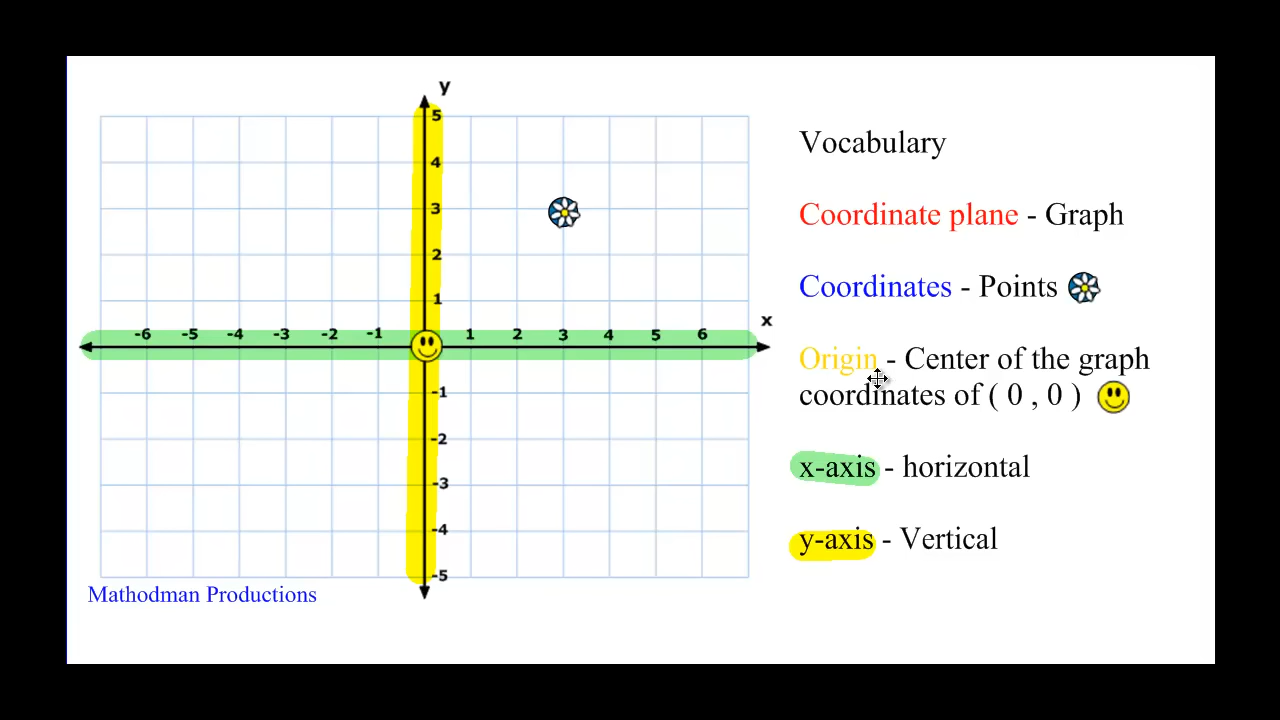 y
5
4
3
2
1
-6 -5 -4 -3 -2 -1 1 2 3 4 5 6 x
-1
-2
-3
-4
-5
Mathodman Productions
Vocabulary
Coordinate plane - Graph
Coordinates - Points
Origin - Center of the graph
coordinates of ( 0 , 0 )
x-axis - horizontal
y-axis - Vertical